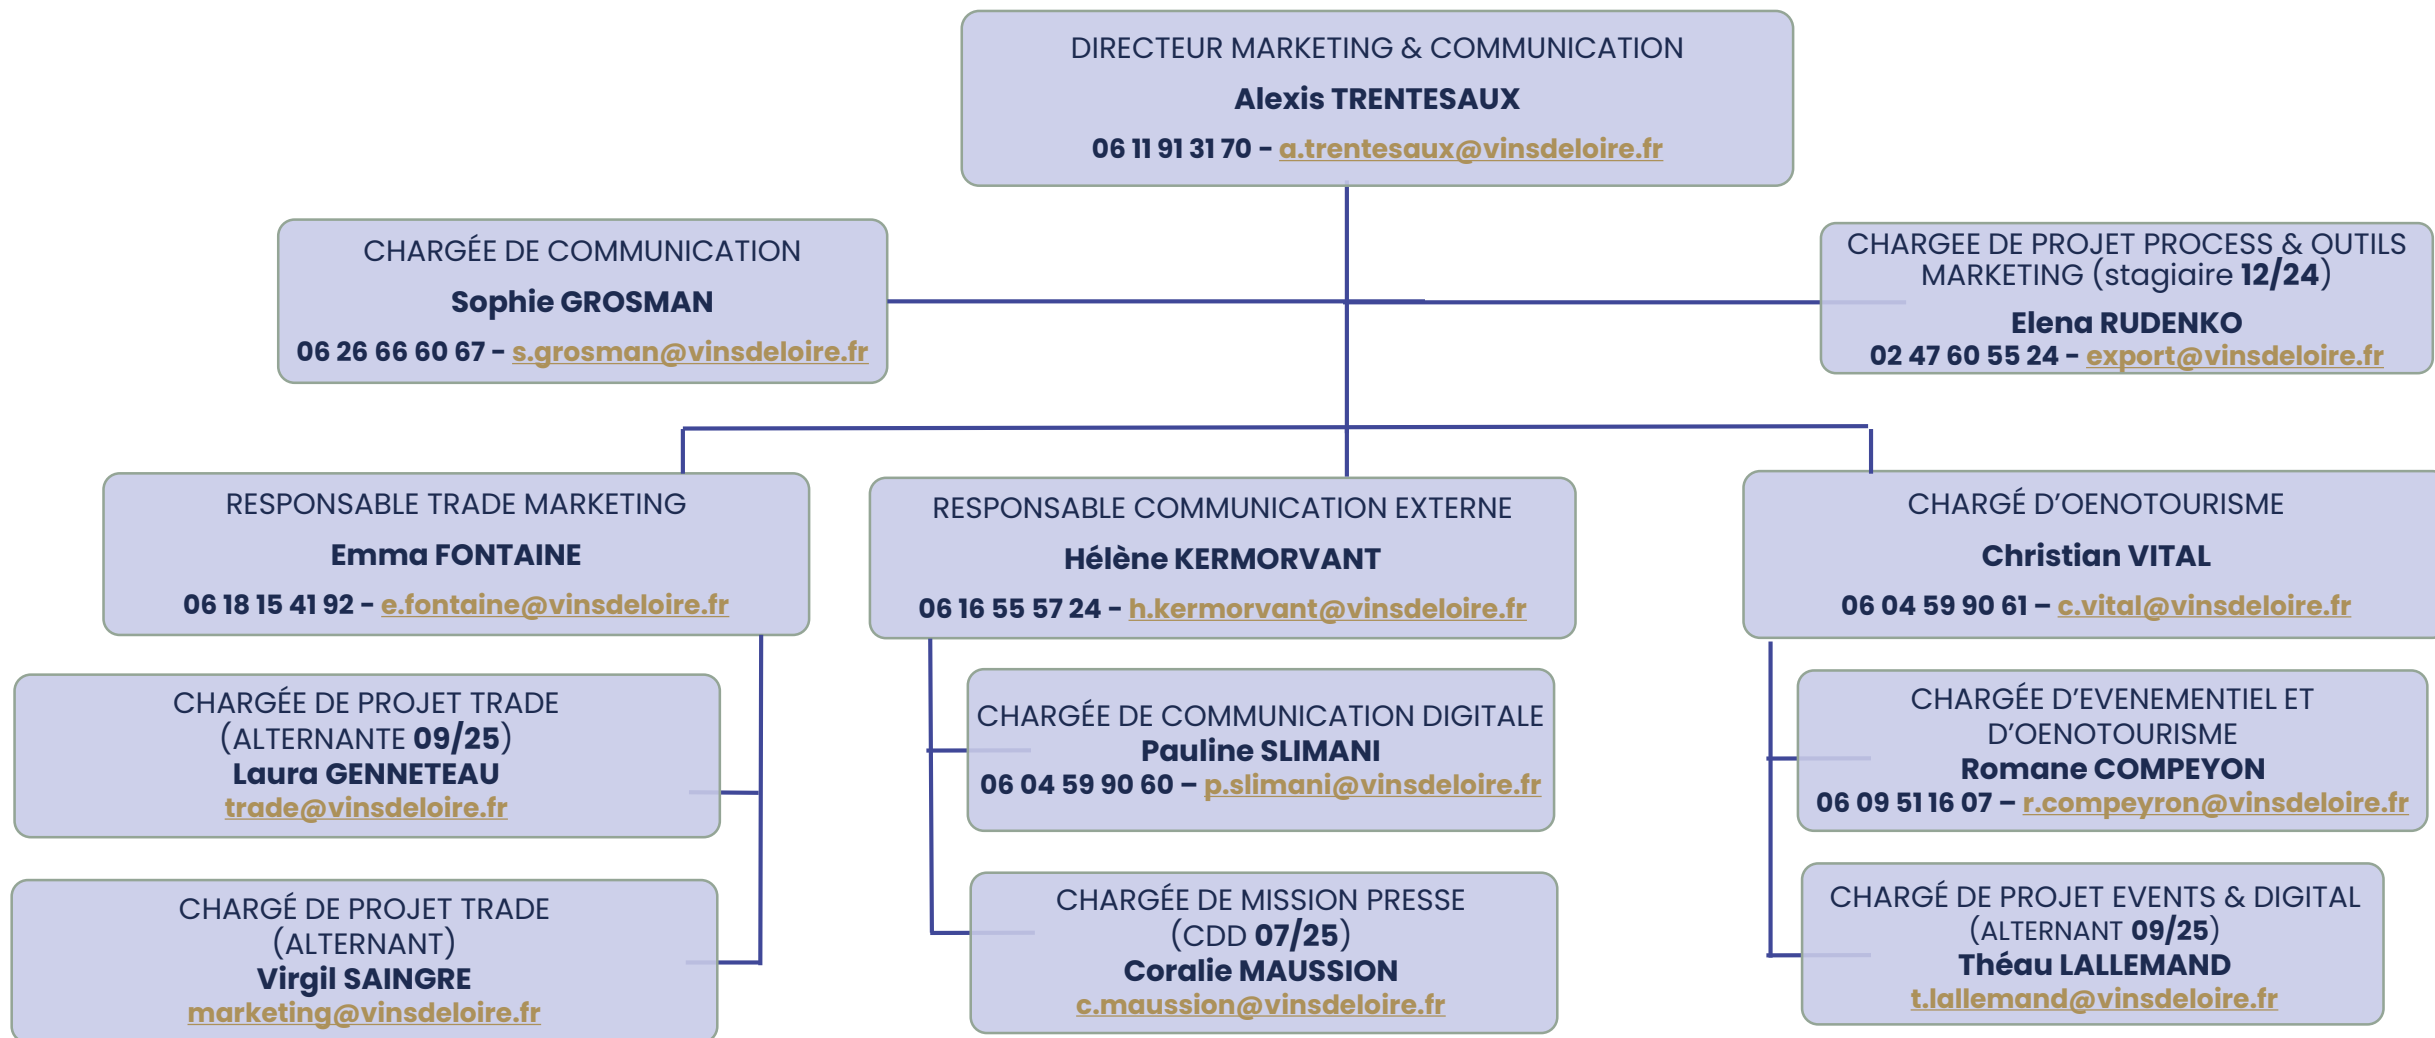 DIRECTEUR MARKETING & COMMUNICATION
Alexis TRENTESAUX
06 11 91 31 70 - a.trentesaux@vinsdeloire.fr
CHARGÉE DE COMMUNICATION
Sophie GROSMAN
06 26 66 60 67 - s.grosman@vinsdeloire.fr
CHARGEE DE PROJET PROCESS & OUTILS
MARKETING (stagiaire 12/24)
Elena RUDENKO
02 47 60 55 24 - export@vinsdeloire.fr
RESPONSABLE TRADE MARKETING
Emma FONTAINE
06 18 15 41 92 - e.fontaine@vinsdeloire.fr
RESPONSABLE COMMUNICATION EXTERNE
Hélène KERMORVANT
06 16 55 57 24 - h.kermorvant@vinsdeloire.fr
CHARGÉ D’OENOTOURISME
Christian VITAL
06 04 59 90 61 – c.vital@vinsdeloire.fr
CHARGÉE DE PROJET TRADE
(ALTERNANTE 09/25)
Laura GENNETEAU
trade@vinsdeloire.fr
CHARGÉE DE COMMUNICATION DIGITALE
Pauline SLIMANI
06 04 59 90 60 – p.slimani@vinsdeloire.fr
CHARGÉE D’EVENEMENTIEL ET
D’OENOTOURISME
Romane COMPEYON
06 09 51 16 07 – r.compeyron@vinsdeloire.fr
CHARGÉ DE PROJET TRADE
(ALTERNANT)
Virgil SAINGRE
marketing@vinsdeloire.fr
CHARGÉE DE MISSION PRESSE
(CDD 07/25)
Coralie MAUSSION
c.maussion@vinsdeloire.fr
CHARGÉ DE PROJET EVENTS & DIGITAL
(ALTERNANT 09/25)
Théau LALLEMAND
t.lallemand@vinsdeloire.fr